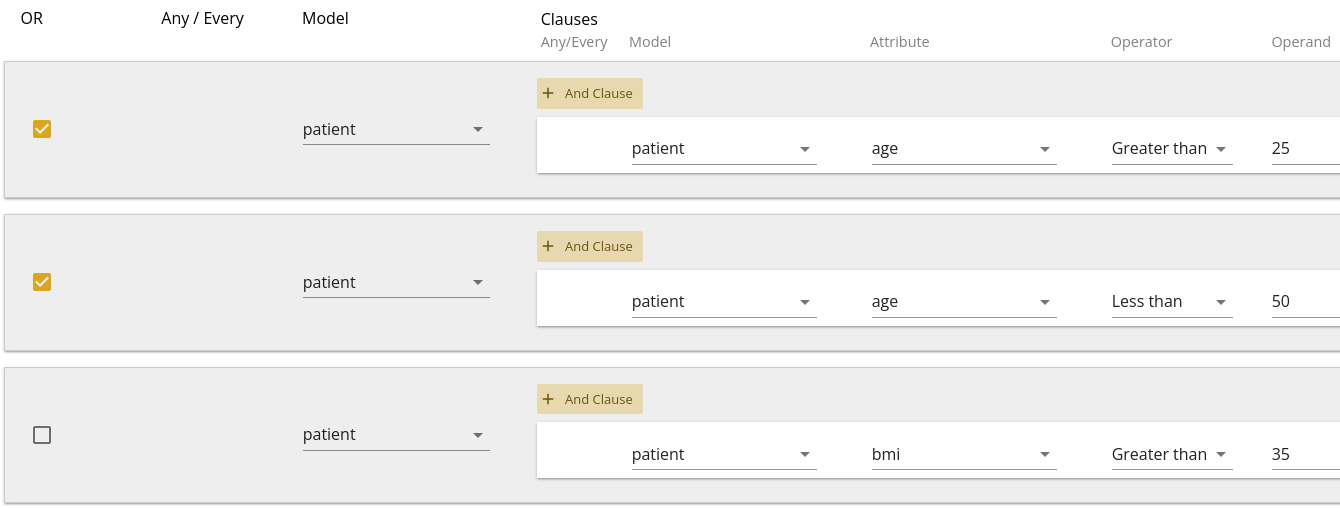 OR Any / Every Model Clauses
Any/Every Model Attribute Operator Operand
+ And Clause
patient
patient age Greater than 25
+ And Clause
patient
patient age Less than 50
+ And Clause
patient
patient bmi Greater than 35